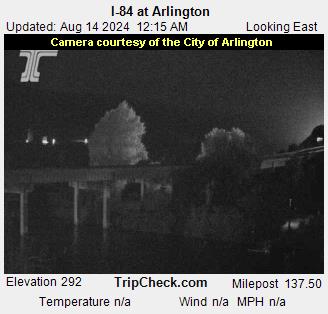 I-84 at Arlington
Updated: Aug 14 2024 12:15 AM Looking East
Camera courtesy of the City of Arlington
Elevation 292 TripCheck.com Milepost 137.50
Temperature n/a Wind n/a MPH n/a